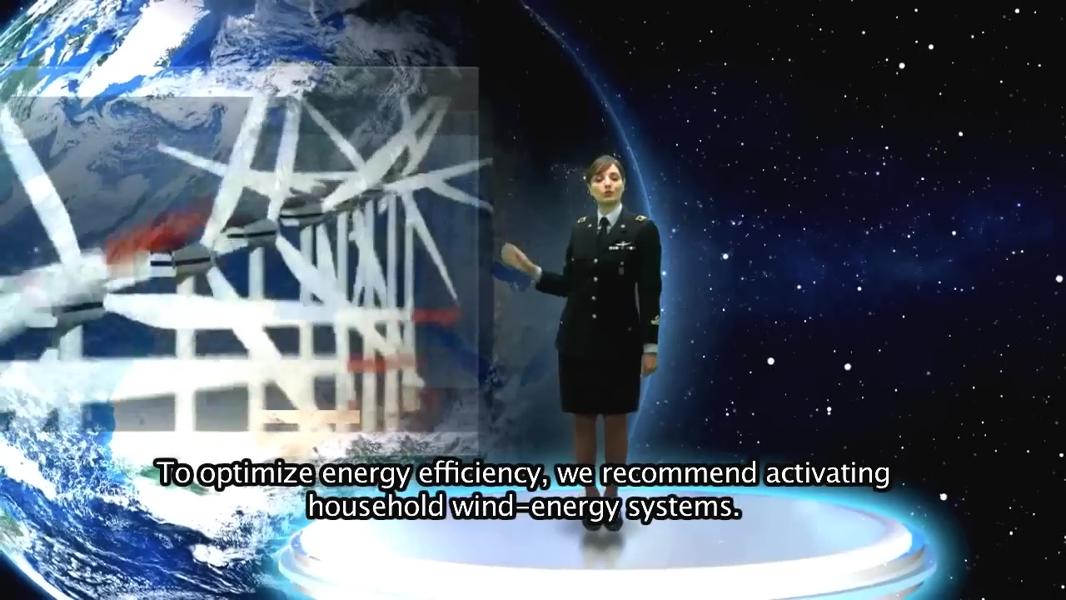 To optimize energy efficiency, we recommend activating
household wind-energy systems.